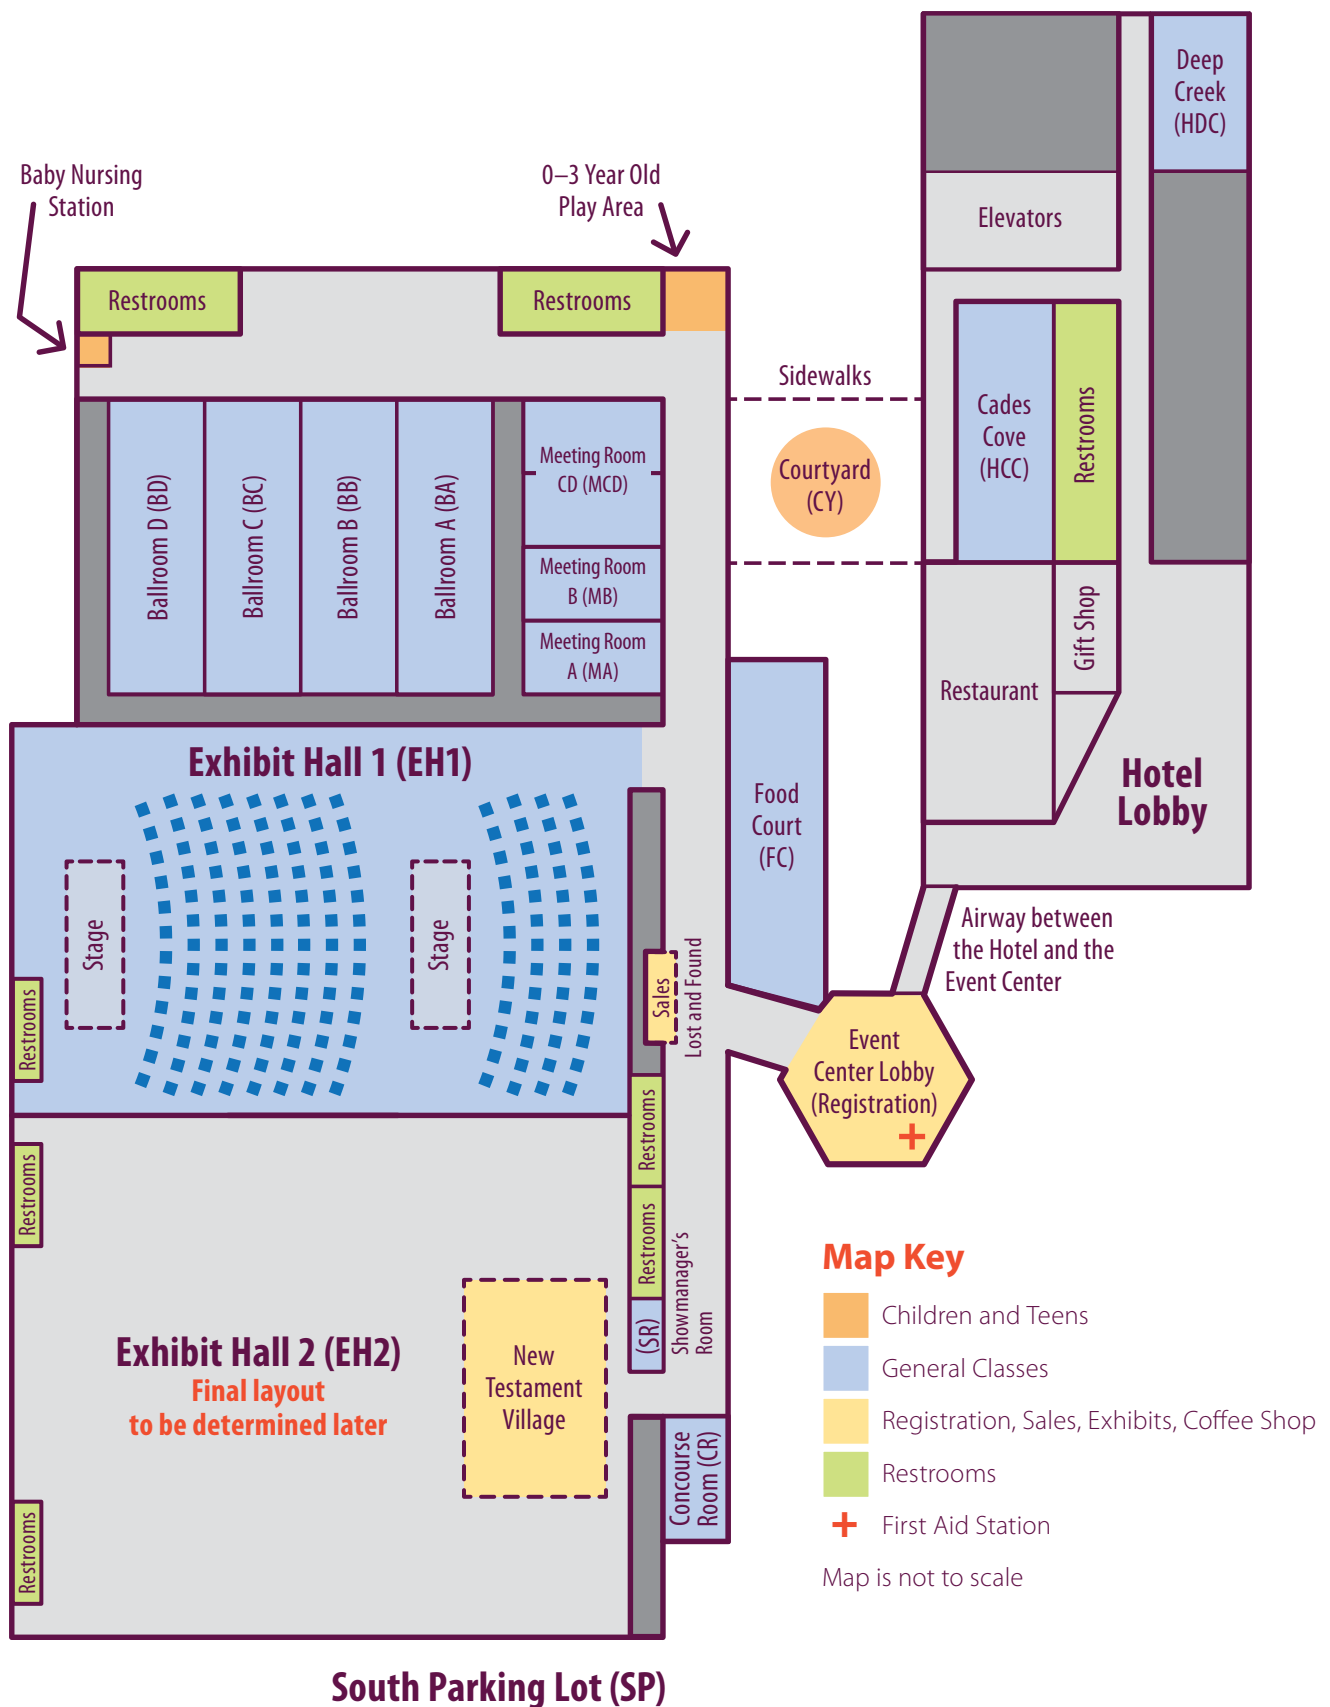 Deep
Creek
(HDC)
Baby Nursing
Station
0–3 Year Old
Play Area
Elevators
Restrooms
Restrooms
Sidewalks
Cades
Cove
(HCC)
Restrooms
Courtyard
(CY)
Ballroom D (BD)
Ballroom C (BC)
Ballroom B (BB)
Ballroom A (BA)
Meeting Room
CD (MCD)
Meeting Room
B (MB)
Meeting Room
A (MA)
Gift Shop
Restaurant
Hotel
Lobby
Exhibit Hall 1 (EH1)
Food
Court
(FC)
Stage
Stage
Restrooms
Sales
Lost and Found
Airway between
the Hotel and the
Event Center
Event
Center Lobby
(Registration)
Restrooms
Restrooms
Restrooms
(SR)
Showmanager's
Room
Exhibit Hall 2 (EH2)
Final layout
to be determined later
New
Testament
Village
Concourse
Room (CR)
Restrooms
Map Key
Children and Teens
General Classes
Registration, Sales, Exhibits, Coffee Shop
Restrooms
First Aid Station
Map is not to scale
South Parking Lot (SP)